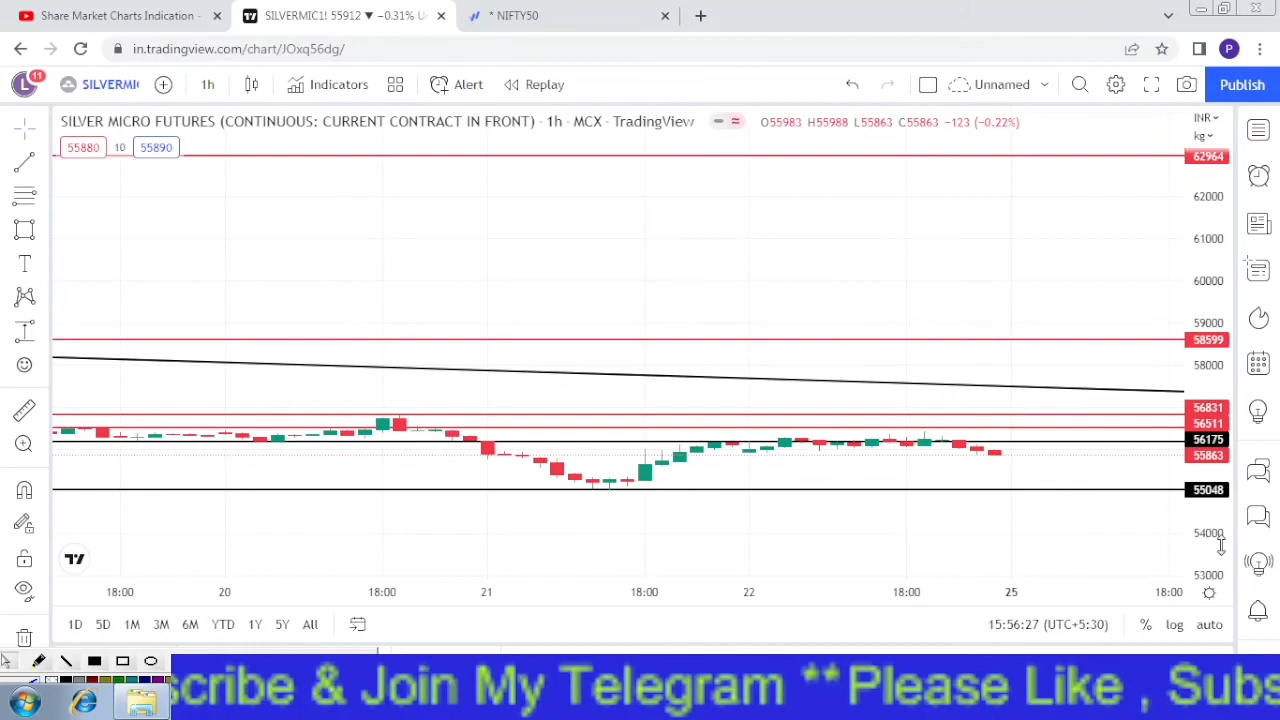 Share Market Charts Indication -
SILVERMIC1! 55912 ▼ −0.31% Un
* NIFTY50
in.tradingview.com/chart/JOxq56dg/
P
L
11
SILVERMI
1h
Indicators
Alert
Replay
Unnamed
Publish
SILVER MICRO FUTURES (CONTINUOUS: CURRENT CONTRACT IN FRONT) · 1h · MCX · TradingView
O55983 H55988 L55863 C55863 −123 (−0.22%)
INR
kg
55880
10
55890
62964
62000
61000
60000
59000
58599
58000
56831
56511
56175
55863
55048
54000
53000
18:00
20
18:00
21
18:00
22
18:00
25
18:00
1D
5D
1M
3M
6M
YTD
1Y
5Y
All
15:56:27 (UTC+5:30)
%
log
auto
scribe & Join My Telegram **Please Like , Subs